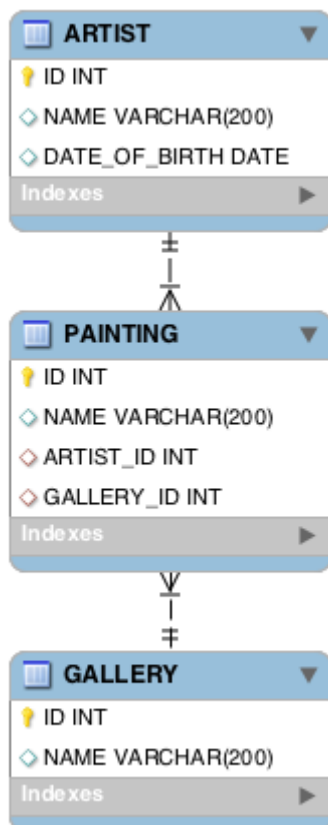 ARTIST
ID INT
NAME VARCHAR(200)
DATE_OF_BIRTH DATE
Indexes
PAINTING
ID INT
NAME VARCHAR(200)
ARTIST_ID INT
GALLERY_ID INT
Indexes
GALLERY
ID INT
NAME VARCHAR(200)
Indexes